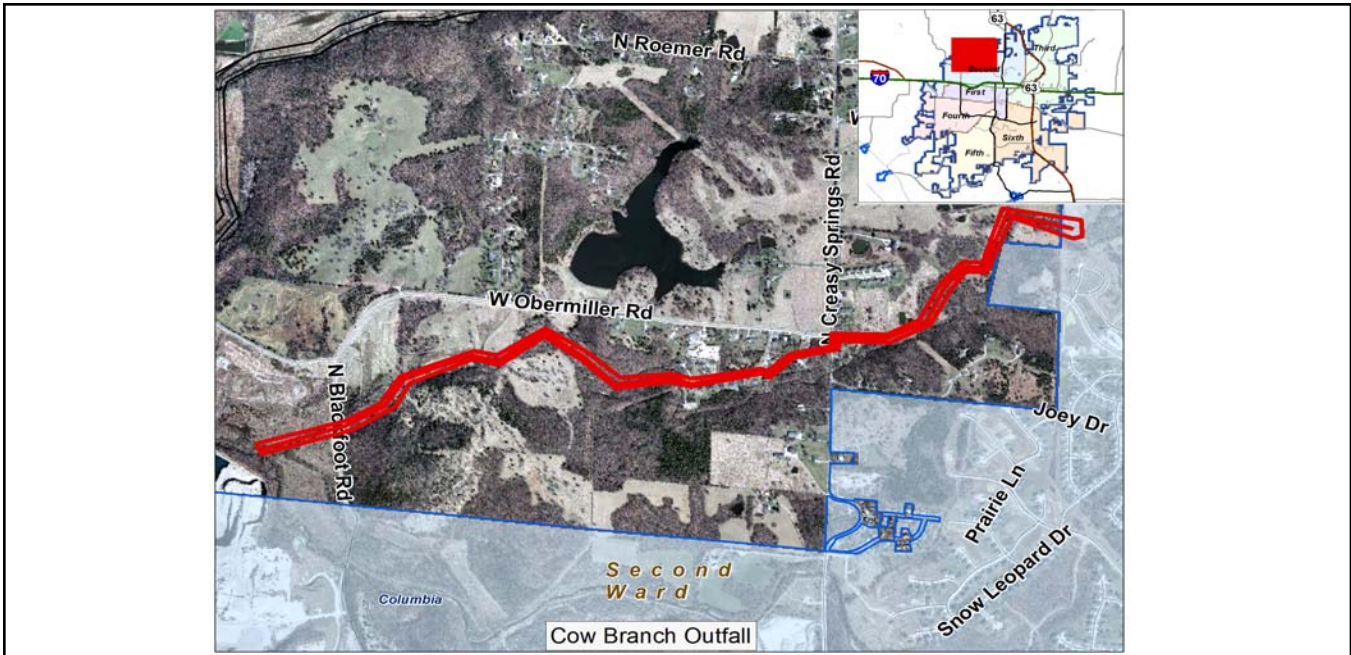 N Roemer Rd
63
Third
Second
70
First
63
Fourth
Sixth
Fifth
N Creasy Springs Rd
W Obermiller Rd
N Blackfoot Rd
Joey Dr
Prairie Ln
Snow Leopard Dr
Second
Ward
Columbia
Cow Branch Outfall